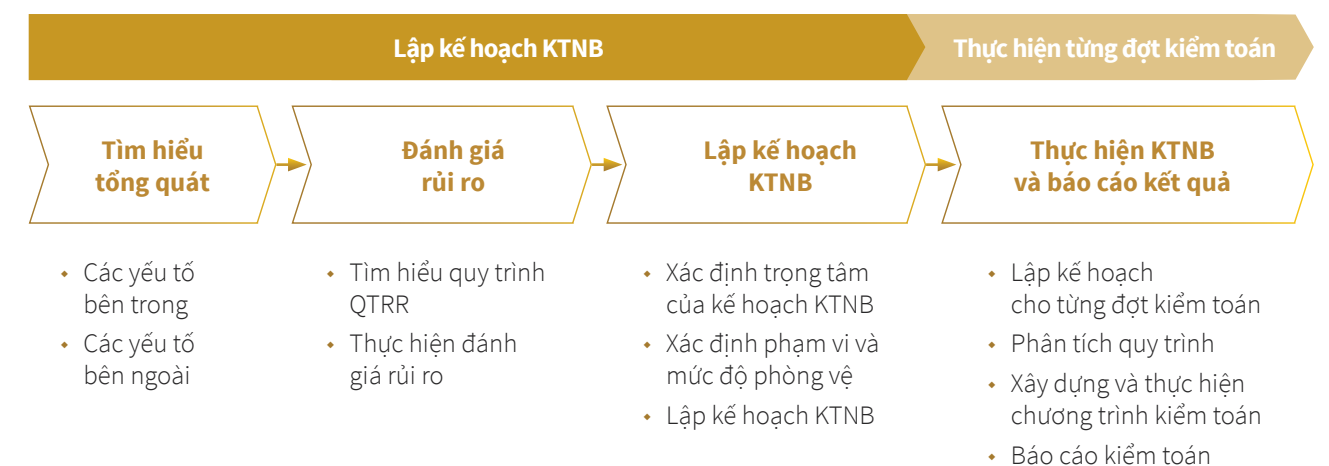 Lập kế hoạch KTNB
Thực hiện từng đợt kiểm toán
Tìm hiểu
tổng quát
Đánh giá
rủi ro
Lập kế hoạch
KTNB
Thực hiện KTNB
và báo cáo kết quả
• Các yếu tố
bên trong
• Các yếu tố
bên ngoài
• Tìm hiểu quy trình
QTRR
• Thực hiện đánh
giá rủi ro
• Xác định trọng tâm
của kế hoạch KTNB
• Xác định phạm vi và
mức độ phòng vệ
• Lập kế hoạch KTNB
• Lập kế hoạch
cho từng đợt kiểm toán
• Phân tích quy trình
• Xây dựng và thực hiện
chương trình kiểm toán
• Báo cáo kiểm toán